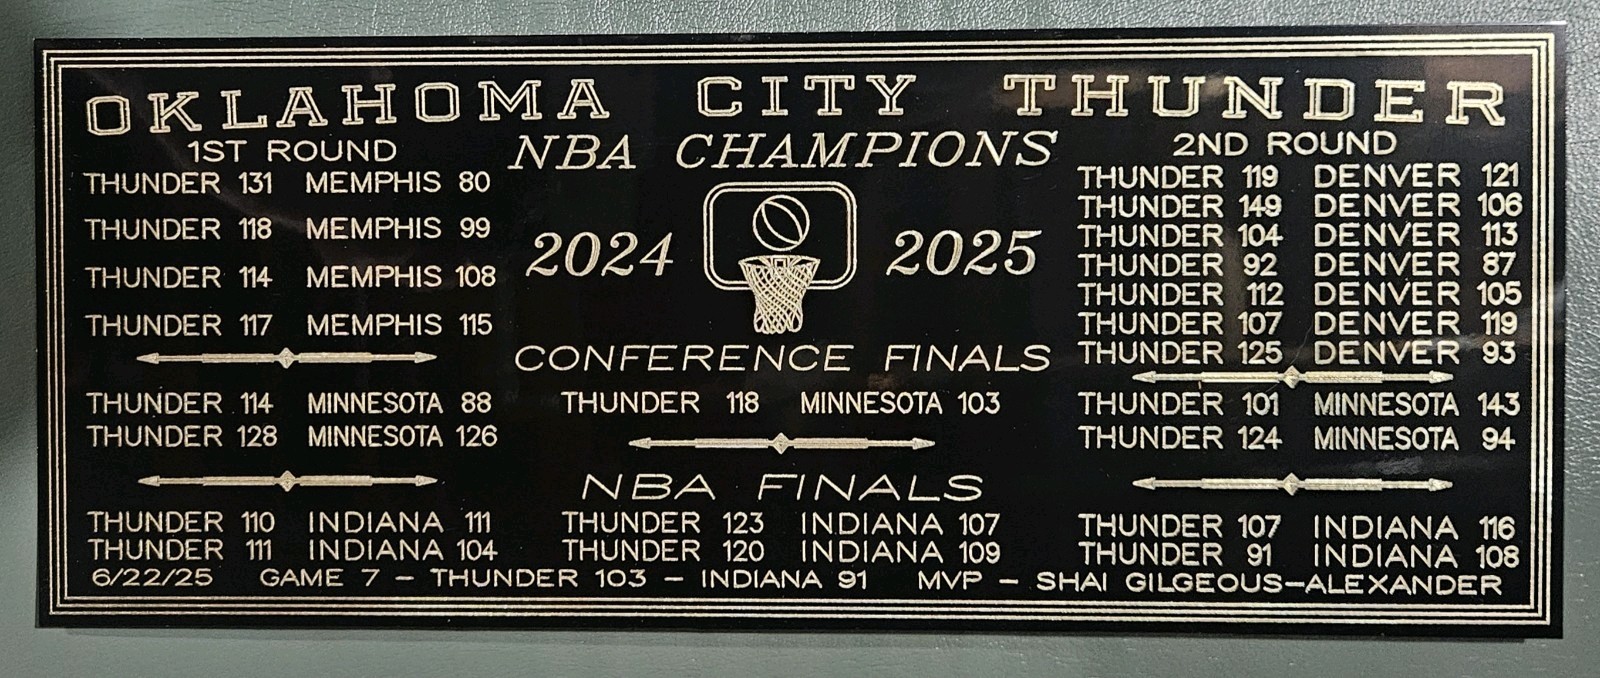 OKLAHOMA CITY THUNDER
NBA CHAMPIONS
2024 2025
1ST ROUND
THUNDER 131 MEMPHIS 80
THUNDER 118 MEMPHIS 99
THUNDER 114 MEMPHIS 108
THUNDER 117 MEMPHIS 115
2ND ROUND
THUNDER 119 DENVER 121
THUNDER 149 DENVER 106
THUNDER 104 DENVER 113
THUNDER 92 DENVER 87
THUNDER 112 DENVER 105
THUNDER 107 DENVER 119
THUNDER 125 DENVER 93
CONFERENCE FINALS
THUNDER 114 MINNESOTA 88 THUNDER 118 MINNESOTA 103 THUNDER 101 MINNESOTA 143
THUNDER 128 MINNESOTA 126 THUNDER 124 MINNESOTA 94
NBA FINALS
THUNDER 110 INDIANA 111 THUNDER 123 INDIANA 107 THUNDER 107 INDIANA 116
THUNDER 111 INDIANA 104 THUNDER 120 INDIANA 109 THUNDER 91 INDIANA 108
6/22/25 GAME 7 – THUNDER 103 – INDIANA 91 MVP – SHAI GILGEOUS–ALEXANDER